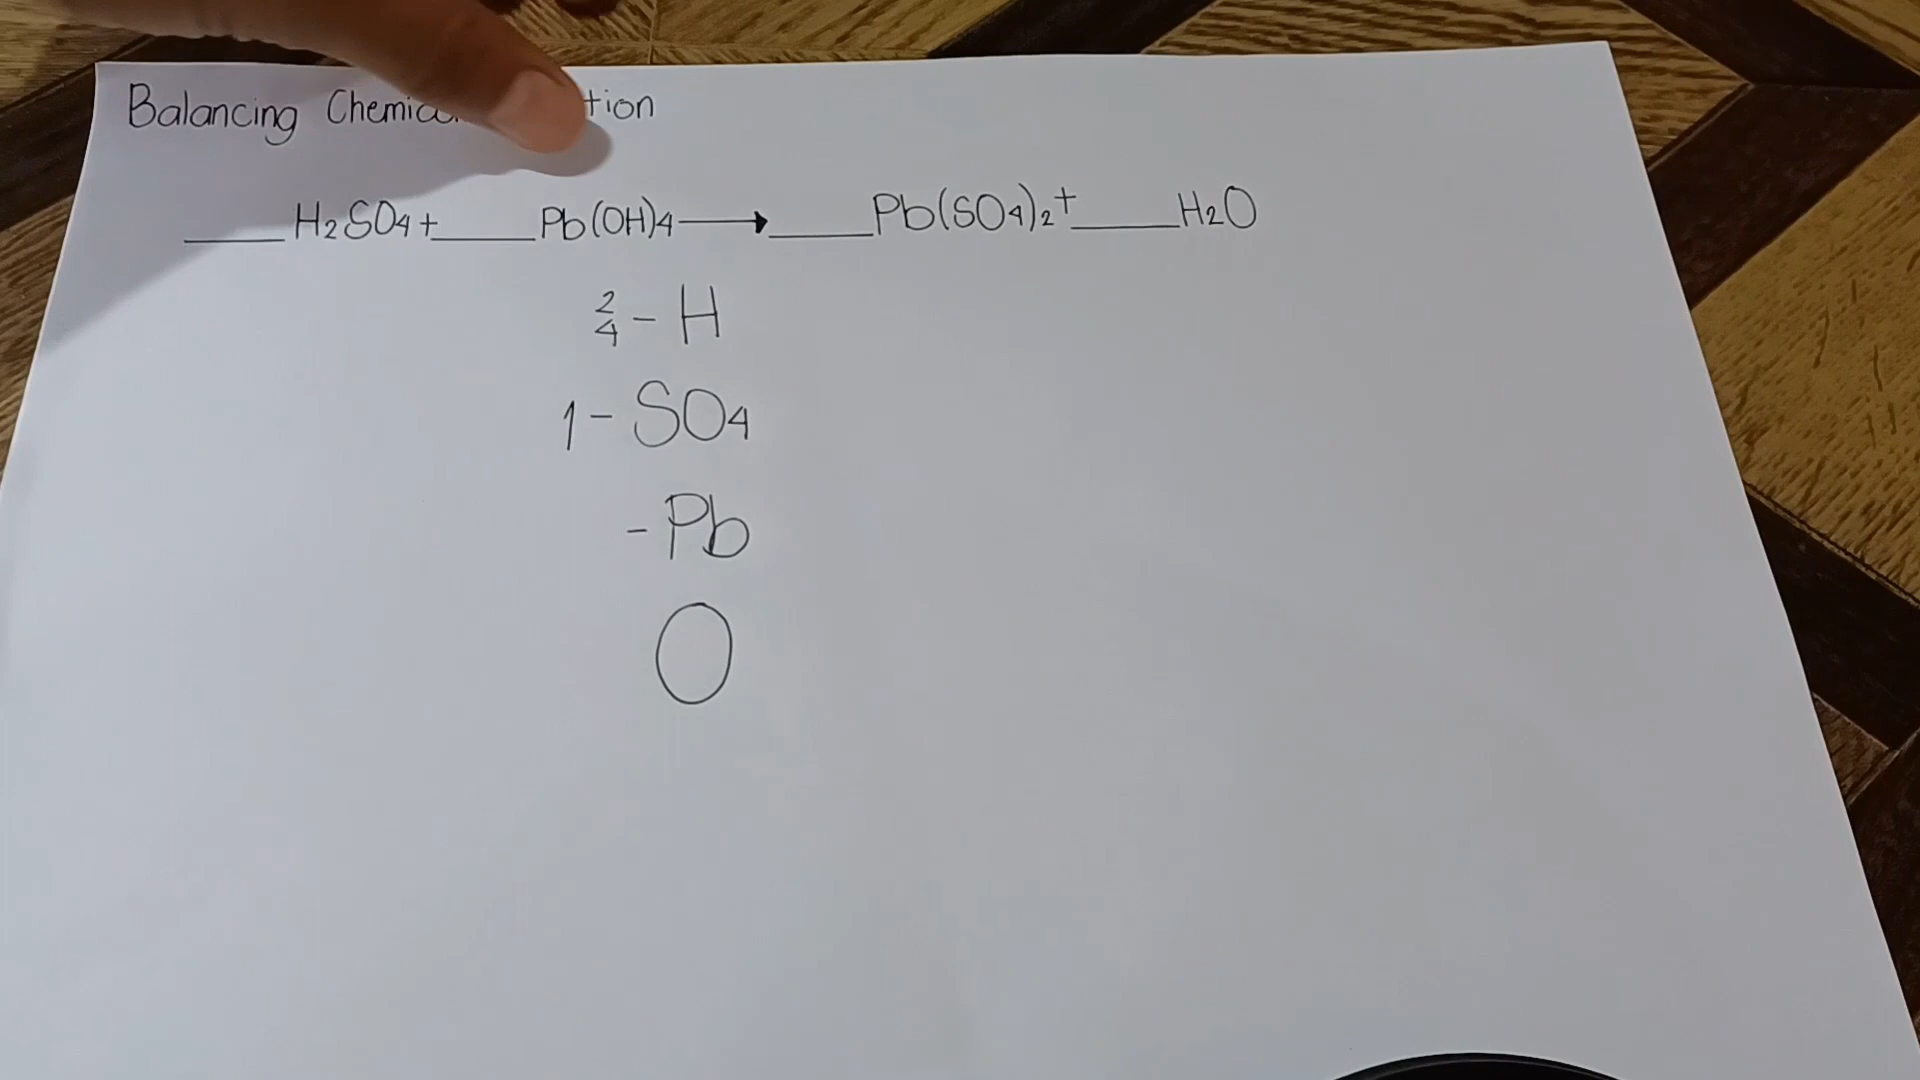 Balancing Chemic tion
____H2SO4+____Pb(OH)4→____Pb(SO4)2+____H2O
2
4 - H
1 - SO4
- Pb
O